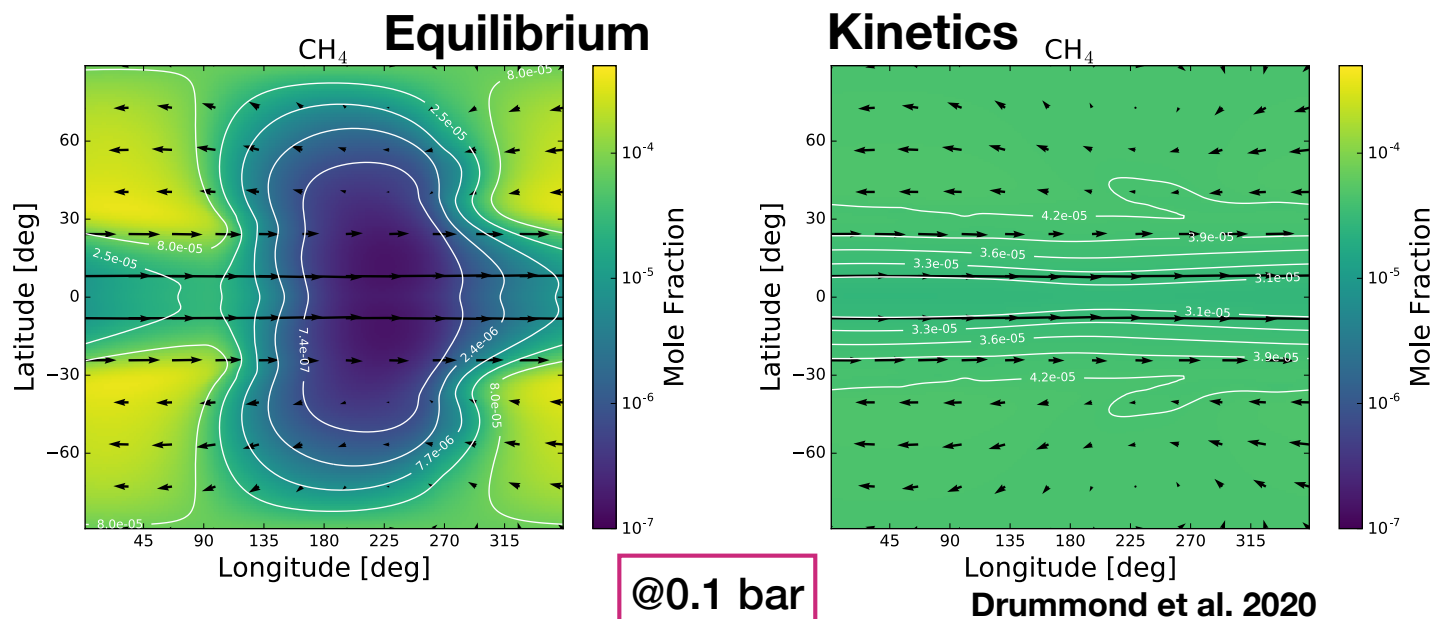 Equilibrium
CH4
8.0e-05
2.5e-05
8.0e-05
2.5e-05
7.4e-07
2.4e-06
8.0e-05
7.7e-06
8.0e-05
60
30
0
−30
−60
Latitude [deg]
45 90 135 180 225 270 315
Longitude [deg]
10-4
10-5
10-6
10-7
Mole Fraction
Kinetics
CH4
4.2e-05
3.9e-05
3.6e-05
3.3e-05
3.1e-05
3.1e-05
3.3e-05
3.6e-05
3.9e-05
4.2e-05
60
30
0
−30
−60
Latitude [deg]
45 90 135 180 225 270 315
Longitude [deg]
10-4
10-5
10-6
10-7
Mole Fraction
@0.1 bar
Drummond et al. 2020